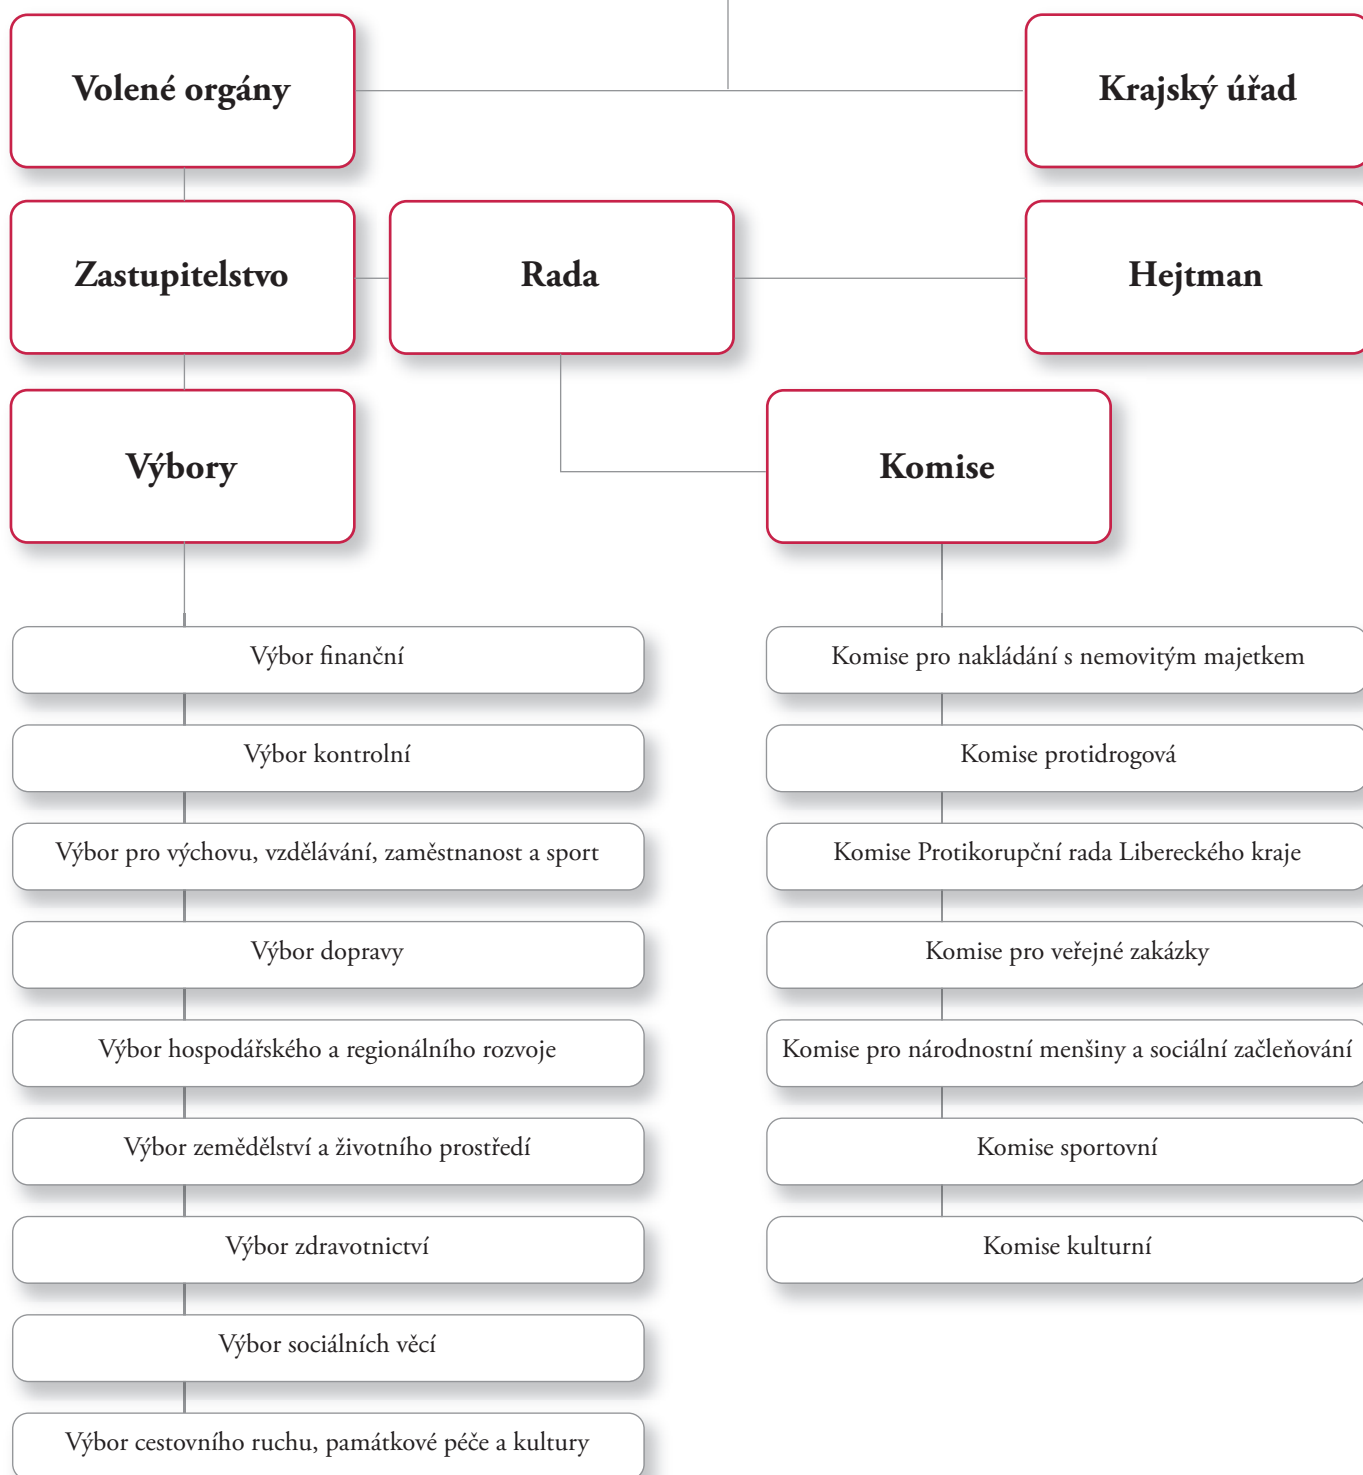 Volené orgány
Krajský úřad
Zastupitelstvo
Rada
Hejtman
Výbory
Komise
Výbor finanční
Výbor kontrolní
Výbor pro výchovu, vzdělávání, zaměstnanost a sport
Výbor dopravy
Výbor hospodářského a regionálního rozvoje
Výbor zemědělství a životního prostředí
Výbor zdravotnictví
Výbor sociálních věcí
Výbor cestovního ruchu, památkové péče a kultury
Komise pro nakládání s nemovitým majetkem
Komise protidrogová
Komise Protikorupční rada Libereckého kraje
Komise pro veřejné zakázky
Komise pro národnostní menšiny a sociální začleňování
Komise sportovní
Komise kulturní